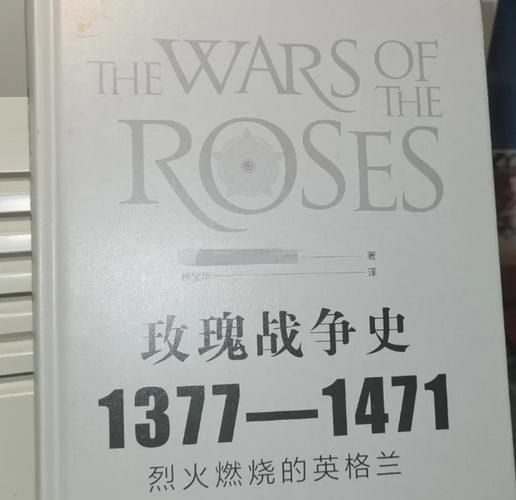 THE WARS OF
THE
ROSES
著
译
玫瑰战争史
1377—1471
烈火燃烧的英格兰